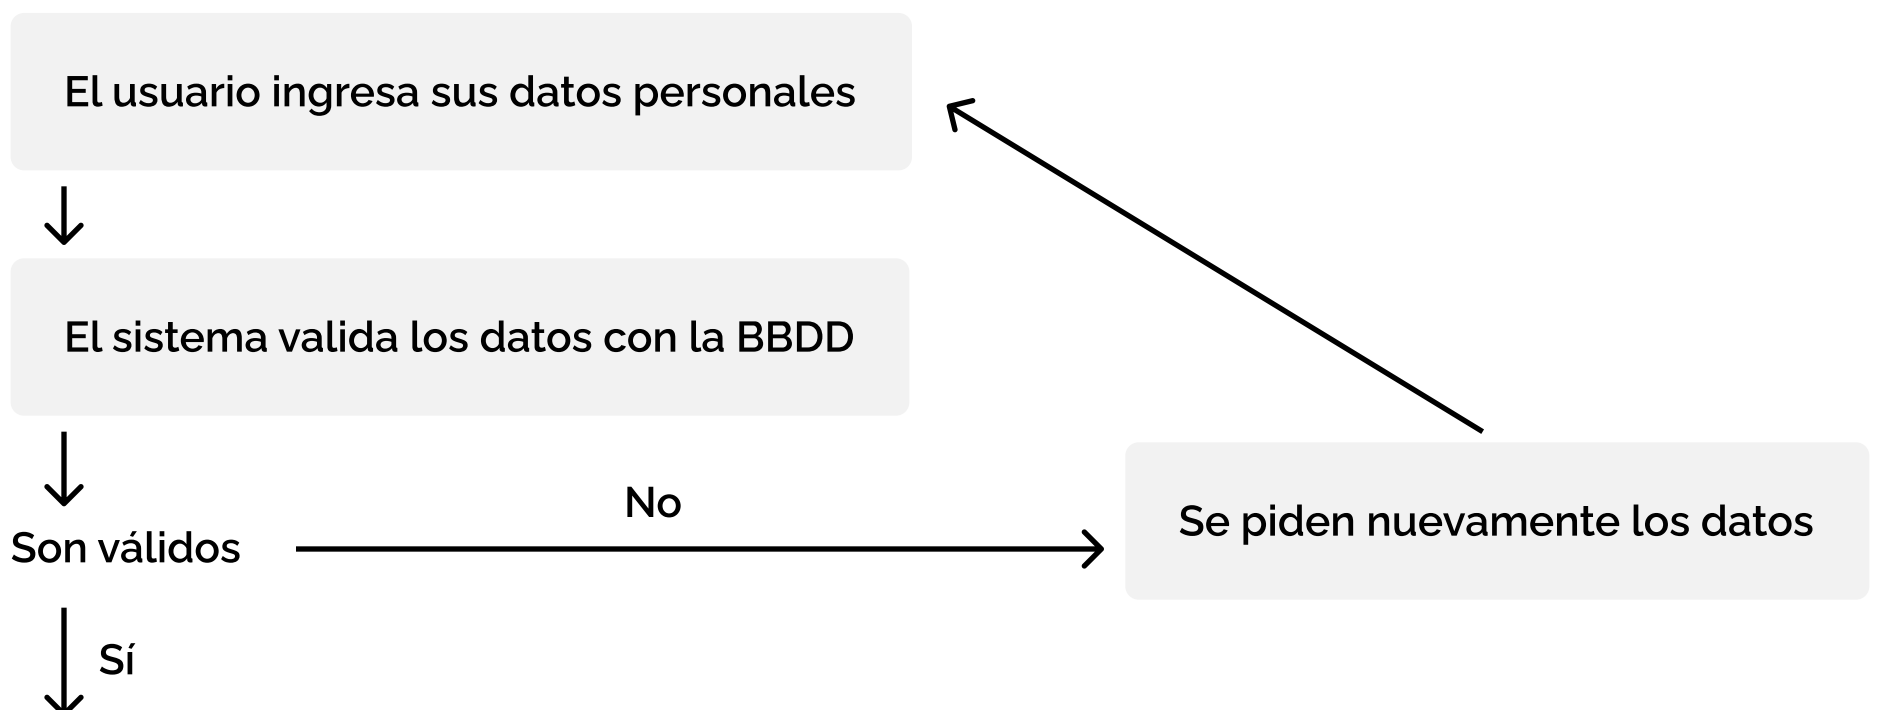 El usuario ingresa sus datos personales
El sistema valida los datos con la BBDD
No
Se piden nuevamente los datos
Son válidos
Sí